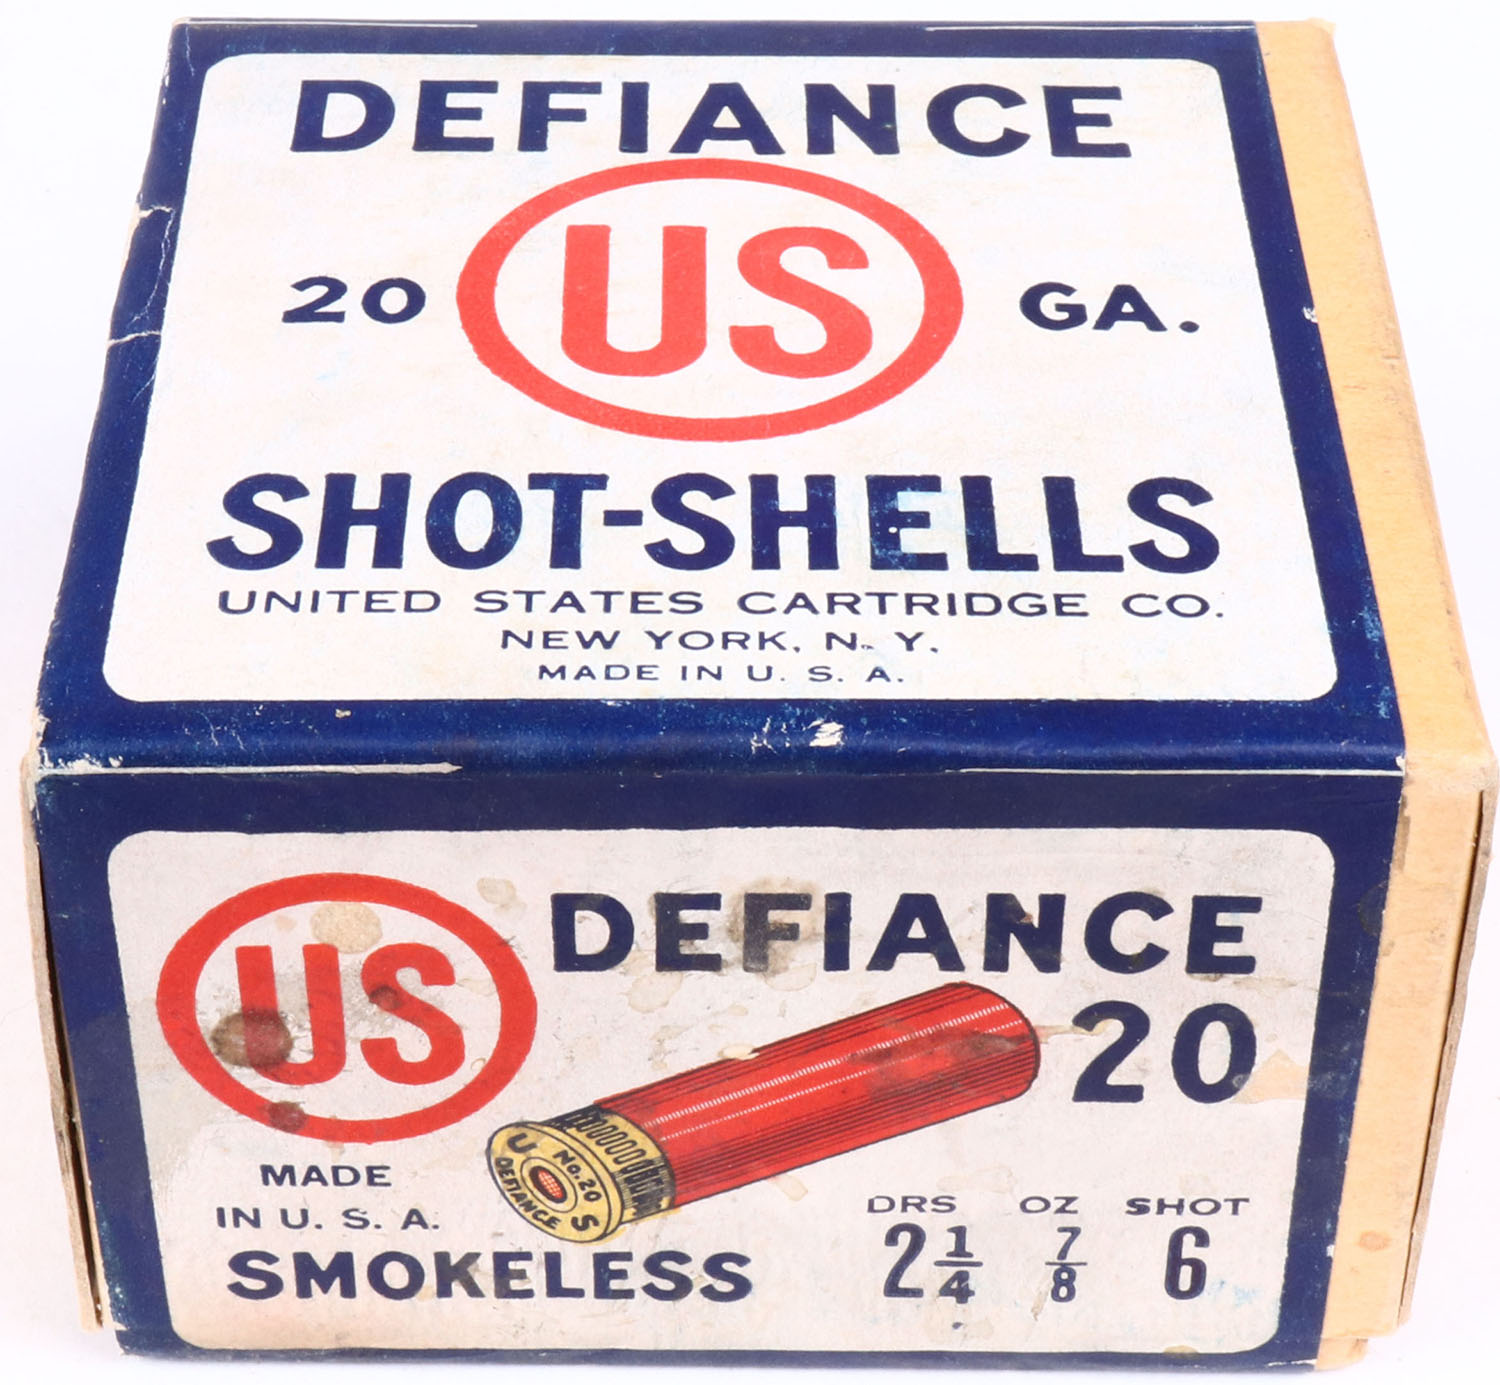 DEFIANCE
20 US GA.
SHOT-SHELLS
UNITED STATES CARTRIDGE CO.
NEW YORK, N. Y.
MADE IN U. S. A.
US DEFIANCE
20
U No. 20 S DEFIANCE
MADE
IN U. S. A.
SMOKELESS
DRS OZ SHOT
2 1/4 7/8 6